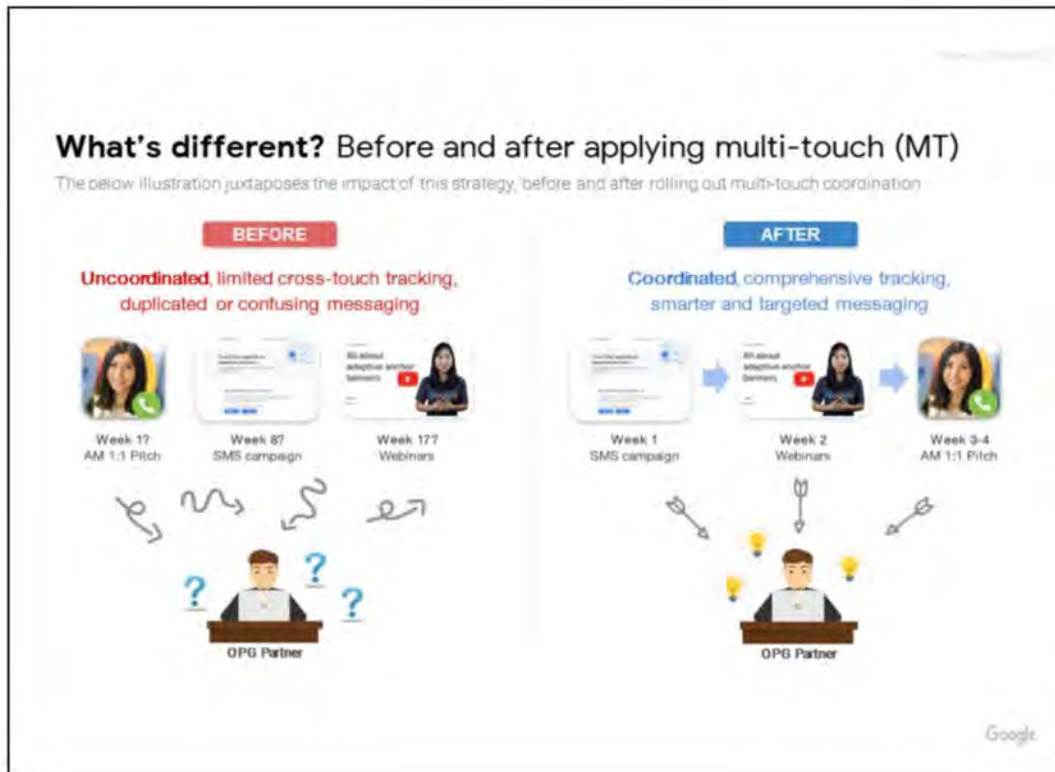 What's different? Before and after applying multi-touch (MT)
The below illustration juxtaposes the impact of this strategy, before and after rolling out multi-touch coordination
BEFORE
Uncoordinated, limited cross-touch tracking,
duplicated or confusing messaging
All about
adaptive anchor
banners
Week 1?
AM 1:1 Pitch
Week 8?
SMS campaign
Week 17?
Webinars
?
?
?
OPG Partner
AFTER
Coordinated, comprehensive tracking,
smarter and targeted messaging
All about
adaptive anchor
banners
Week 1
SMS campaign
Week 2
Webinars
Week 3-4
AM 1:1 Pitch
OPG Partner
Google